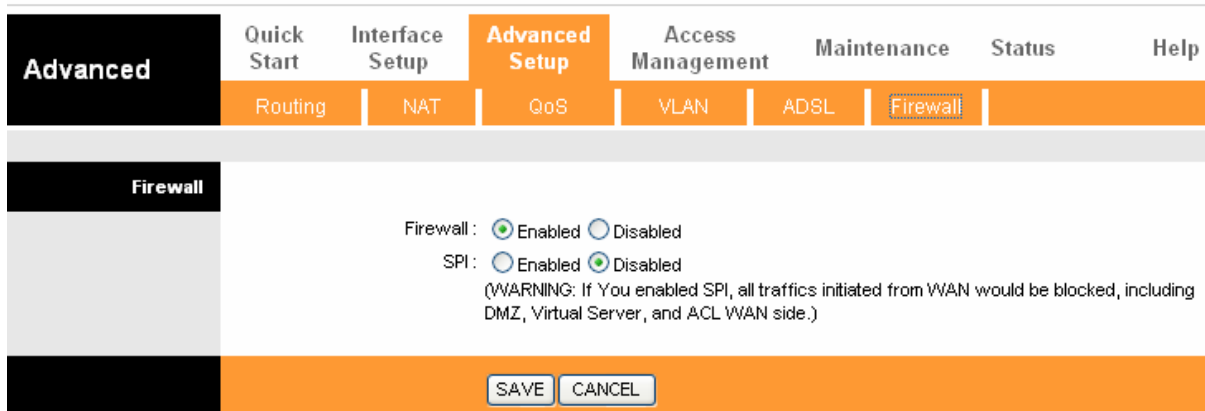 Advanced
Quick Start
Interface Setup
Advanced Setup
Access Management
Maintenance
Status
Help
Routing
NAT
QoS
VLAN
ADSL
Firewall
Firewall
Firewall : Enabled Disabled
SPI : Enabled Disabled
(WARNING: If You enabled SPI, all traffics initiated from WAN would be blocked, including
DMZ, Virtual Server, and ACL WAN side.)
SAVE CANCEL